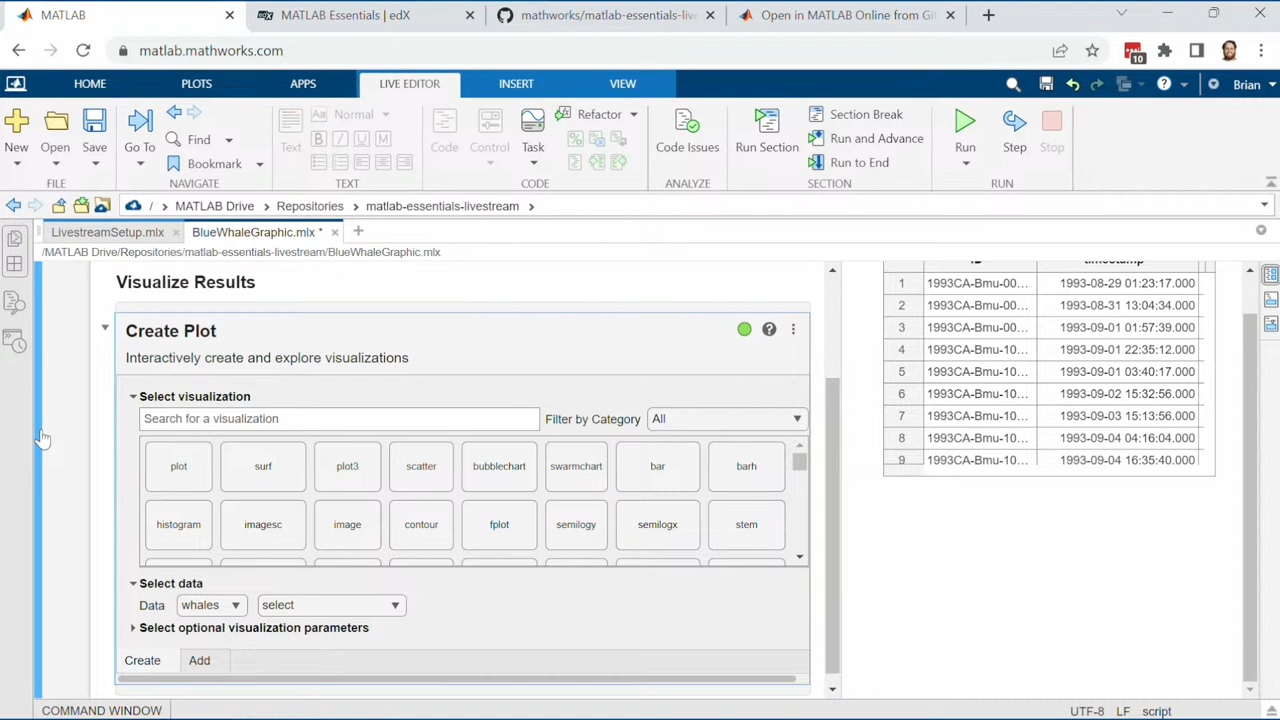 MATLAB
MATLAB Essentials | edX
mathworks/matlab-essentials-live
Open in MATLAB Online from Git
matlab.mathworks.com
10
HOME
PLOTS
APPS
LIVE EDITOR
INSERT
VIEW
Brian
New
Open
Save
FILE
Go To
Find
Bookmark
NAVIGATE
Text
Aa Normal
B I U M
TEXT
Code
Control
Task
Refactor
CODE
Code Issues
ANALYZE
Run Section
Section Break
Run and Advance
Run to End
SECTION
Run
Step
Stop
RUN
/ MATLAB Drive Repositories matlab-essentials-livestream
LivestreamSetup.mlx
BlueWhaleGraphic.mlx *
/MATLAB Drive/Repositories/matlab-essentials-livestream/BlueWhaleGraphic.mlx
Visualize Results
Create Plot
Interactively create and explore visualizations
Select visualization
Search for a visualization
Filter by Category All
plot surf plot3 scatter bubblechart swarmchart bar barh
histogram imagesc image contour fplot semilogy semilogx stem
Select data
Data whales select
Select optional visualization parameters
Create Add
ID timestamp
1 1993CA-Bmu-00... 1993-08-29 01:23:17.000
2 1993CA-Bmu-00... 1993-08-31 13:04:34.000
3 1993CA-Bmu-00... 1993-09-01 01:57:39.000
4 1993CA-Bmu-10... 1993-09-01 22:35:12.000
5 1993CA-Bmu-10... 1993-09-01 03:40:17.000
6 1993CA-Bmu-10... 1993-09-02 15:32:56.000
7 1993CA-Bmu-10... 1993-09-03 15:13:56.000
8 1993CA-Bmu-10... 1993-09-04 04:16:04.000
9 1993CA-Bmu-10... 1993-09-04 16:35:40.000
COMMAND WINDOW
UTF-8 LF script